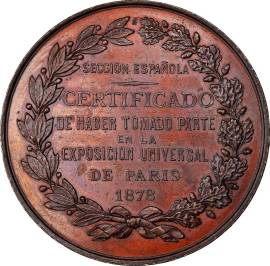 SECCION ESPAÑOLA
CERTIFICADO
DE HABER TOMADO PARTE
EN LA
EXPOSICION UNIVERSAL
DE PARIS
1878